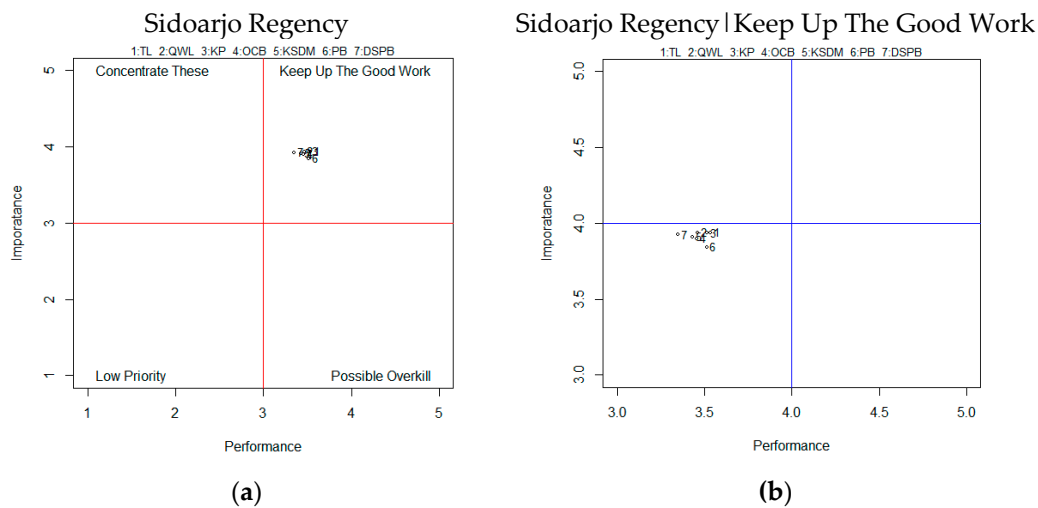 Sidoarjo Regency
1:TL 2:QWL 3:KP 4:OCB 5:KSDM 6:PB 7:DSPB
Concentrate These
Keep Up The Good Work
Low Priority
Possible Overkill
5
4
3
2
1
Imporatance
7
6
1 2 3 4 5
Performance
(a)
Sidoarjo Regency|Keep Up The Good Work
1:TL 2:QWL 3:KP 4:OCB 5:KSDM 6:PB 7:DSPB
5.0
4.5
4.0
3.5
3.0
Imporatance
7
2
1
4
6
3.0 3.5 4.0 4.5 5.0
Performance
(b)